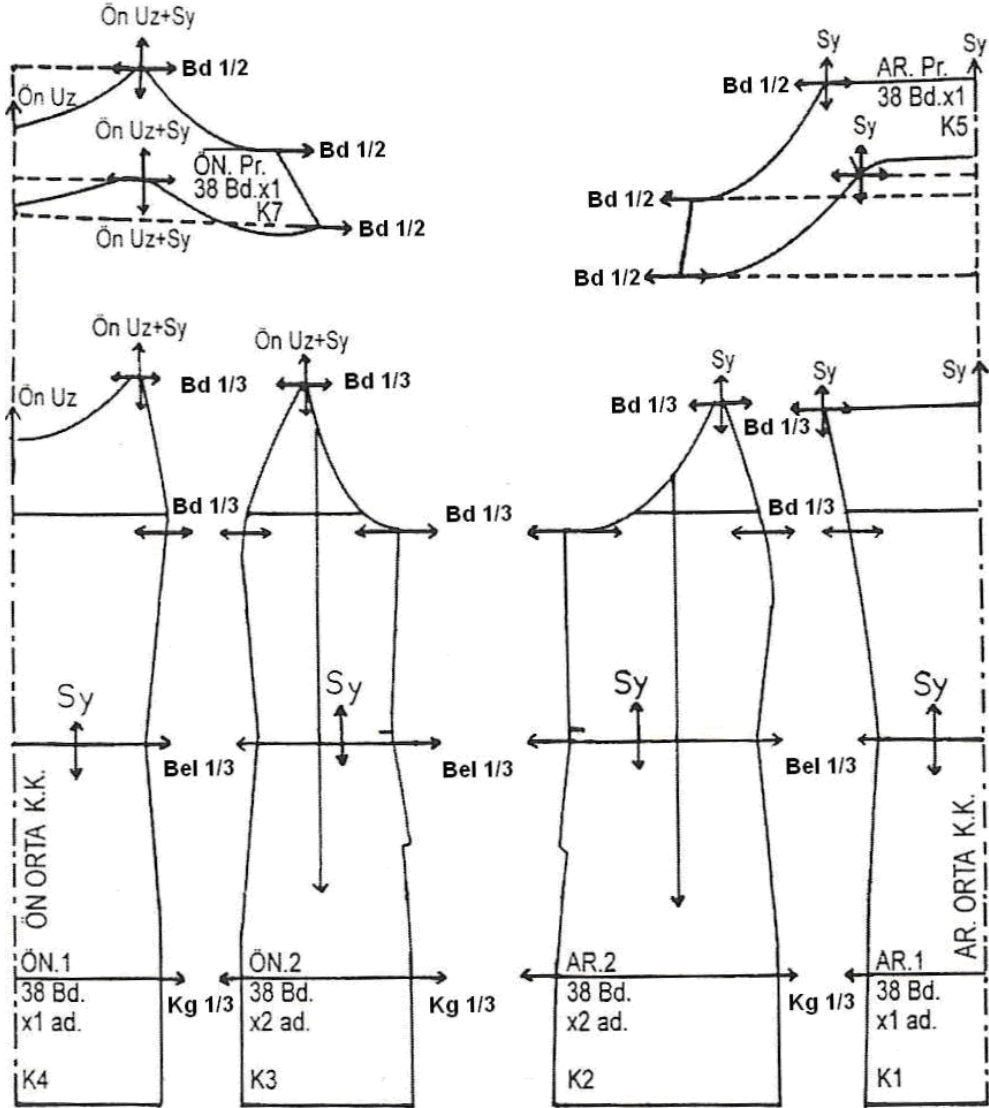 Ön Uz+Sy
Bd 1/2
Ön Uz
Ön Uz+Sy
Bd 1/2
ÖN. Pr.
38 Bd.x1
K7
Bd 1/2
Ön Uz+Sy
Sy
Sy
AR. Pr.
Bd 1/2
38 Bd.x1
Sy
K5
Bd 1/2
Bd 1/2
Ön Uz+Sy
Bd 1/3
Ön Uz
Ön Uz+Sy
Bd 1/3
Sy
Bd 1/3
Sy
Sy
Bd 1/3
Bd 1/3
Bd 1/3
Bd 1/3
Sy
Sy
Sy
Sy
Bel 1/3
Bel 1/3
Bel 1/3
ÖN ORTA K.K.
AR. ORTA K.K.
ÖN.1
38 Bd.
x1 ad.
K4
Kg 1/3
ÖN.2
38 Bd.
x2 ad.
K3
Kg 1/3
AR.2
38 Bd.
x2 ad.
K2
Kg 1/3
AR.1
38 Bd.
x1 ad.
K1